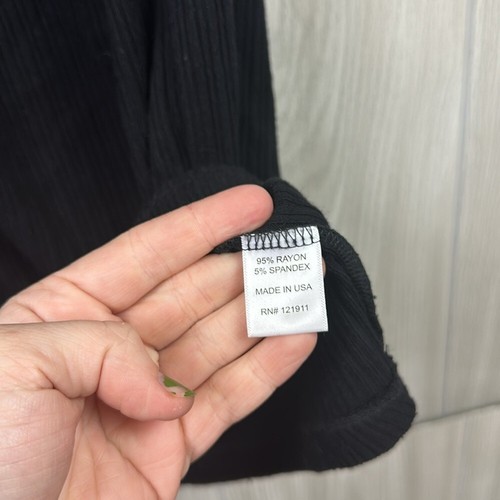 95% RAYON
5% SPANDEX
MADE IN USA
RN# 121911